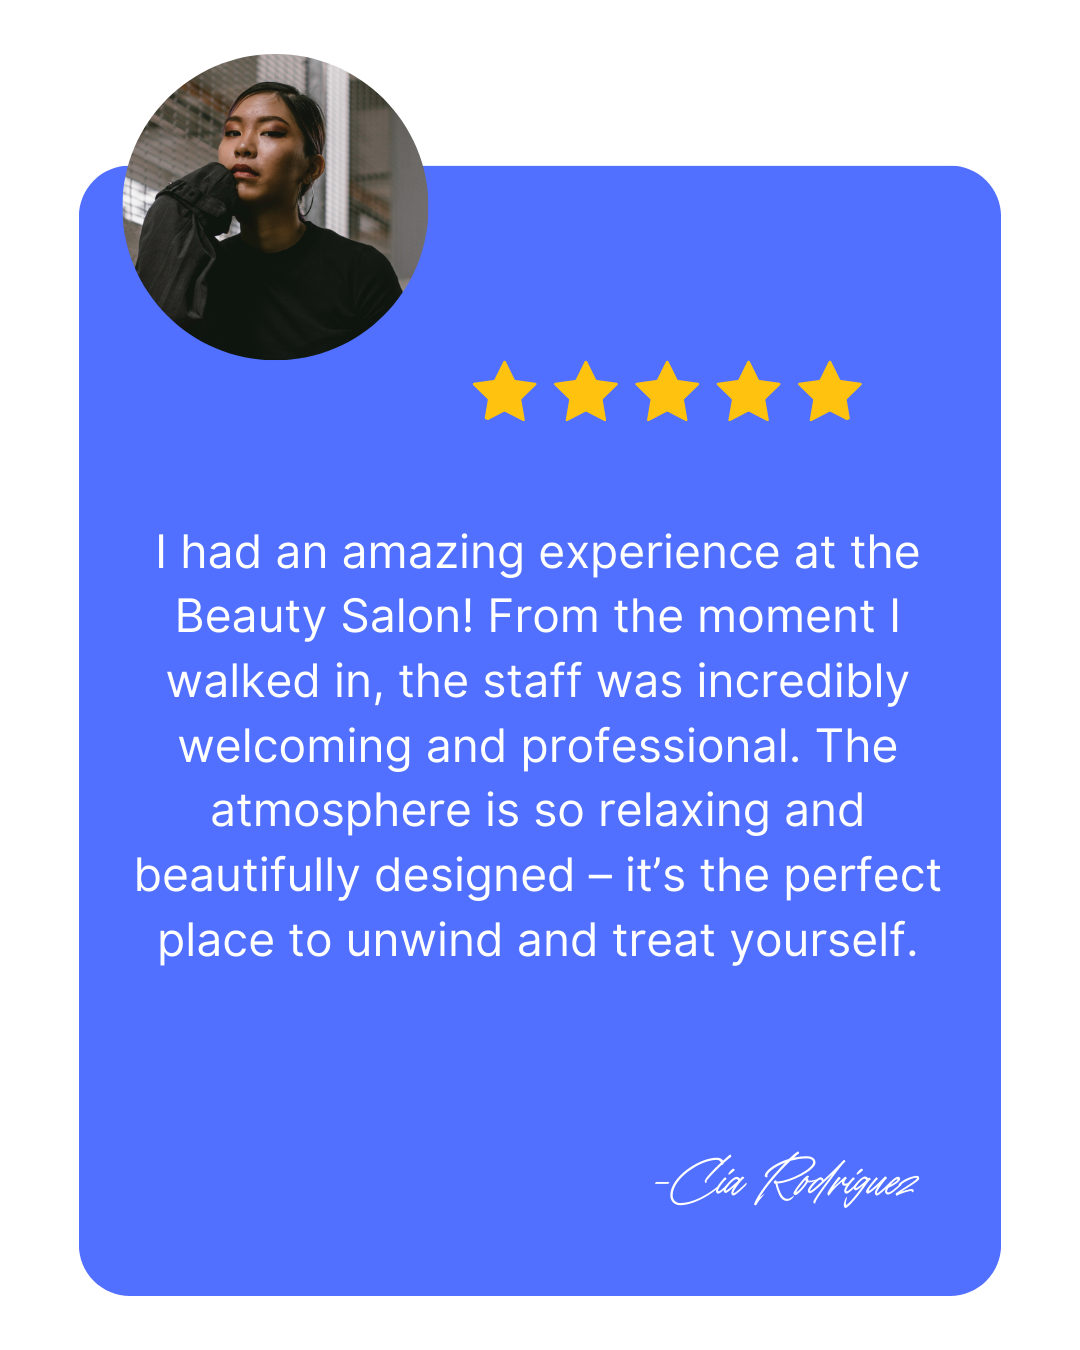 I had an amazing experience at the
Beauty Salon! From the moment I
walked in, the staff was incredibly
welcoming and professional. The
atmosphere is so relaxing and
beautifully designed – it’s the perfect
place to unwind and treat yourself.
-Cia Rodriguez